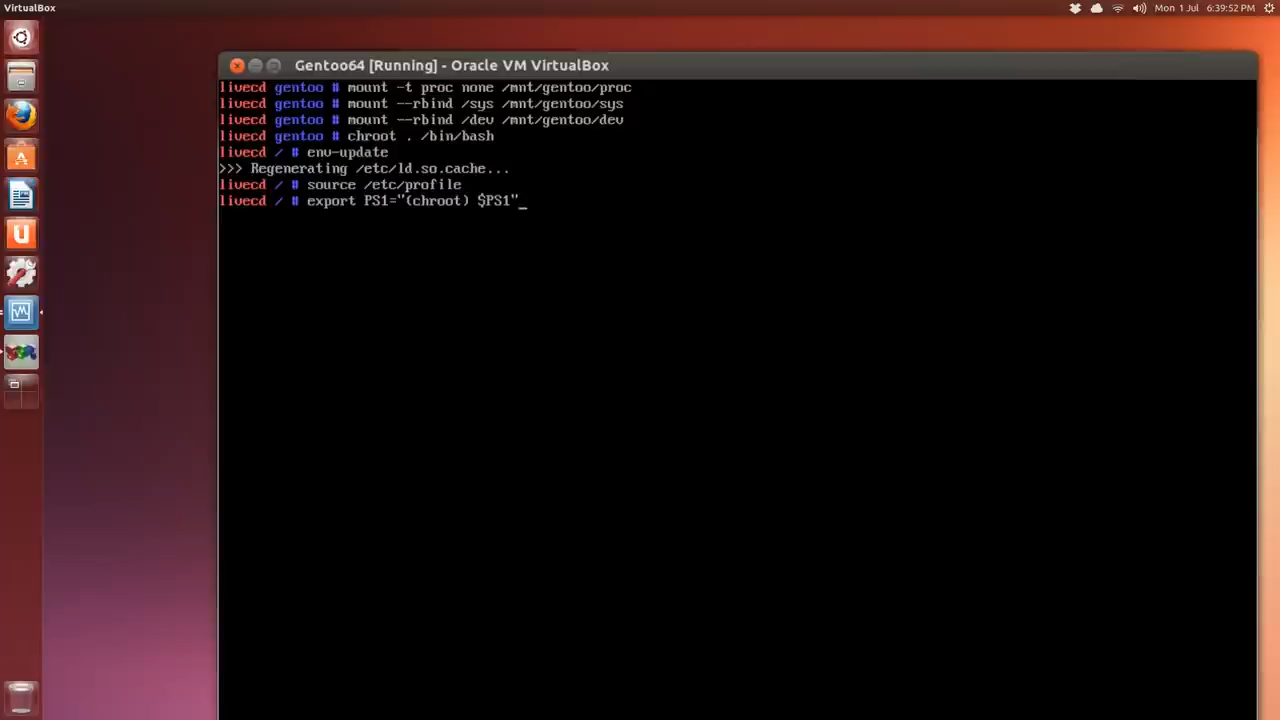 VirtualBox
Mon 1 Jul 6:39:52 PM
Gentoo64 [Running] - Oracle VM VirtualBox
livecd gentoo # mount -t proc none /mnt/gentoo/proc
livecd gentoo # mount --rbind /sys /mnt/gentoo/sys
livecd gentoo # mount --rbind /dev /mnt/gentoo/dev
livecd gentoo # chroot . /bin/bash
livecd / # env-update
>>> Regenerating /etc/ld.so.cache...
livecd / # source /etc/profile
livecd / # export PS1="(chroot) $PS1"_